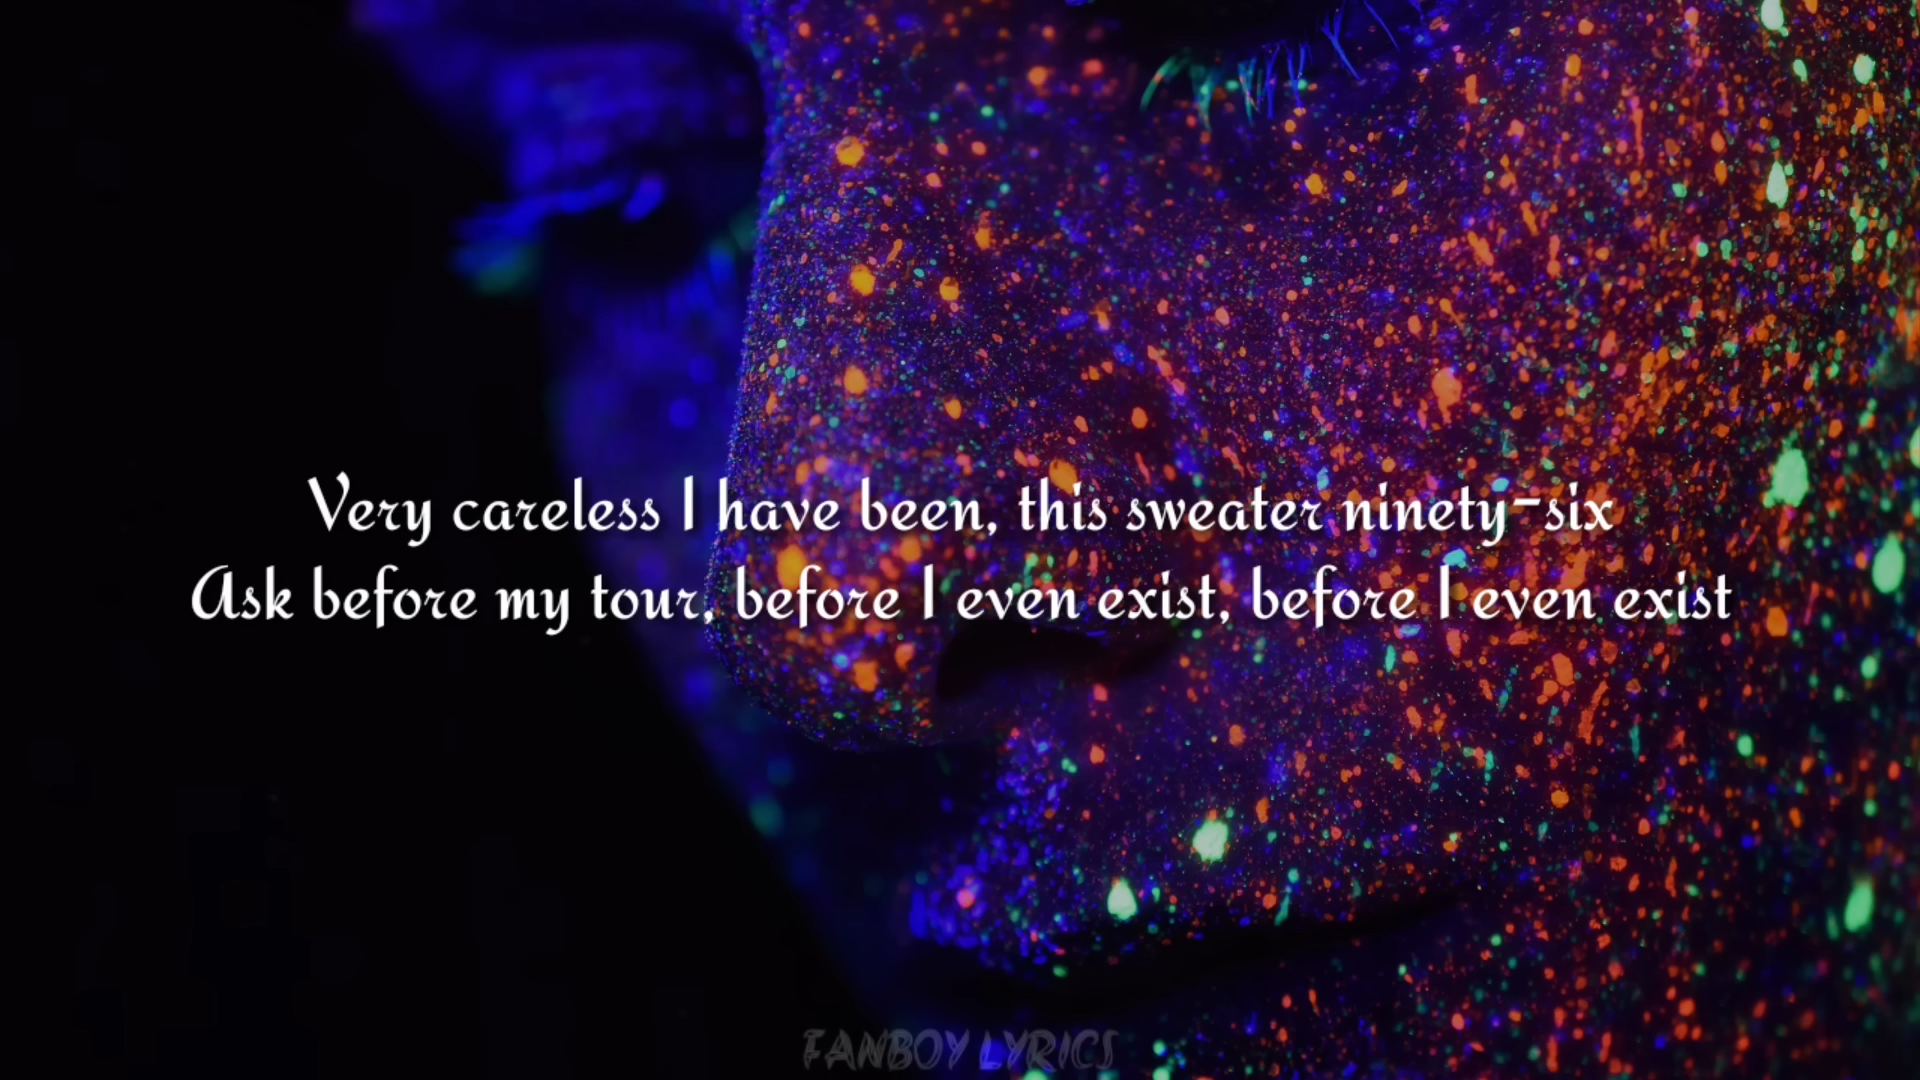 Very careless I have been, this sweater ninety-six
Ask before my tour, before I even exist, before I even exist
FANBOY LYRICS